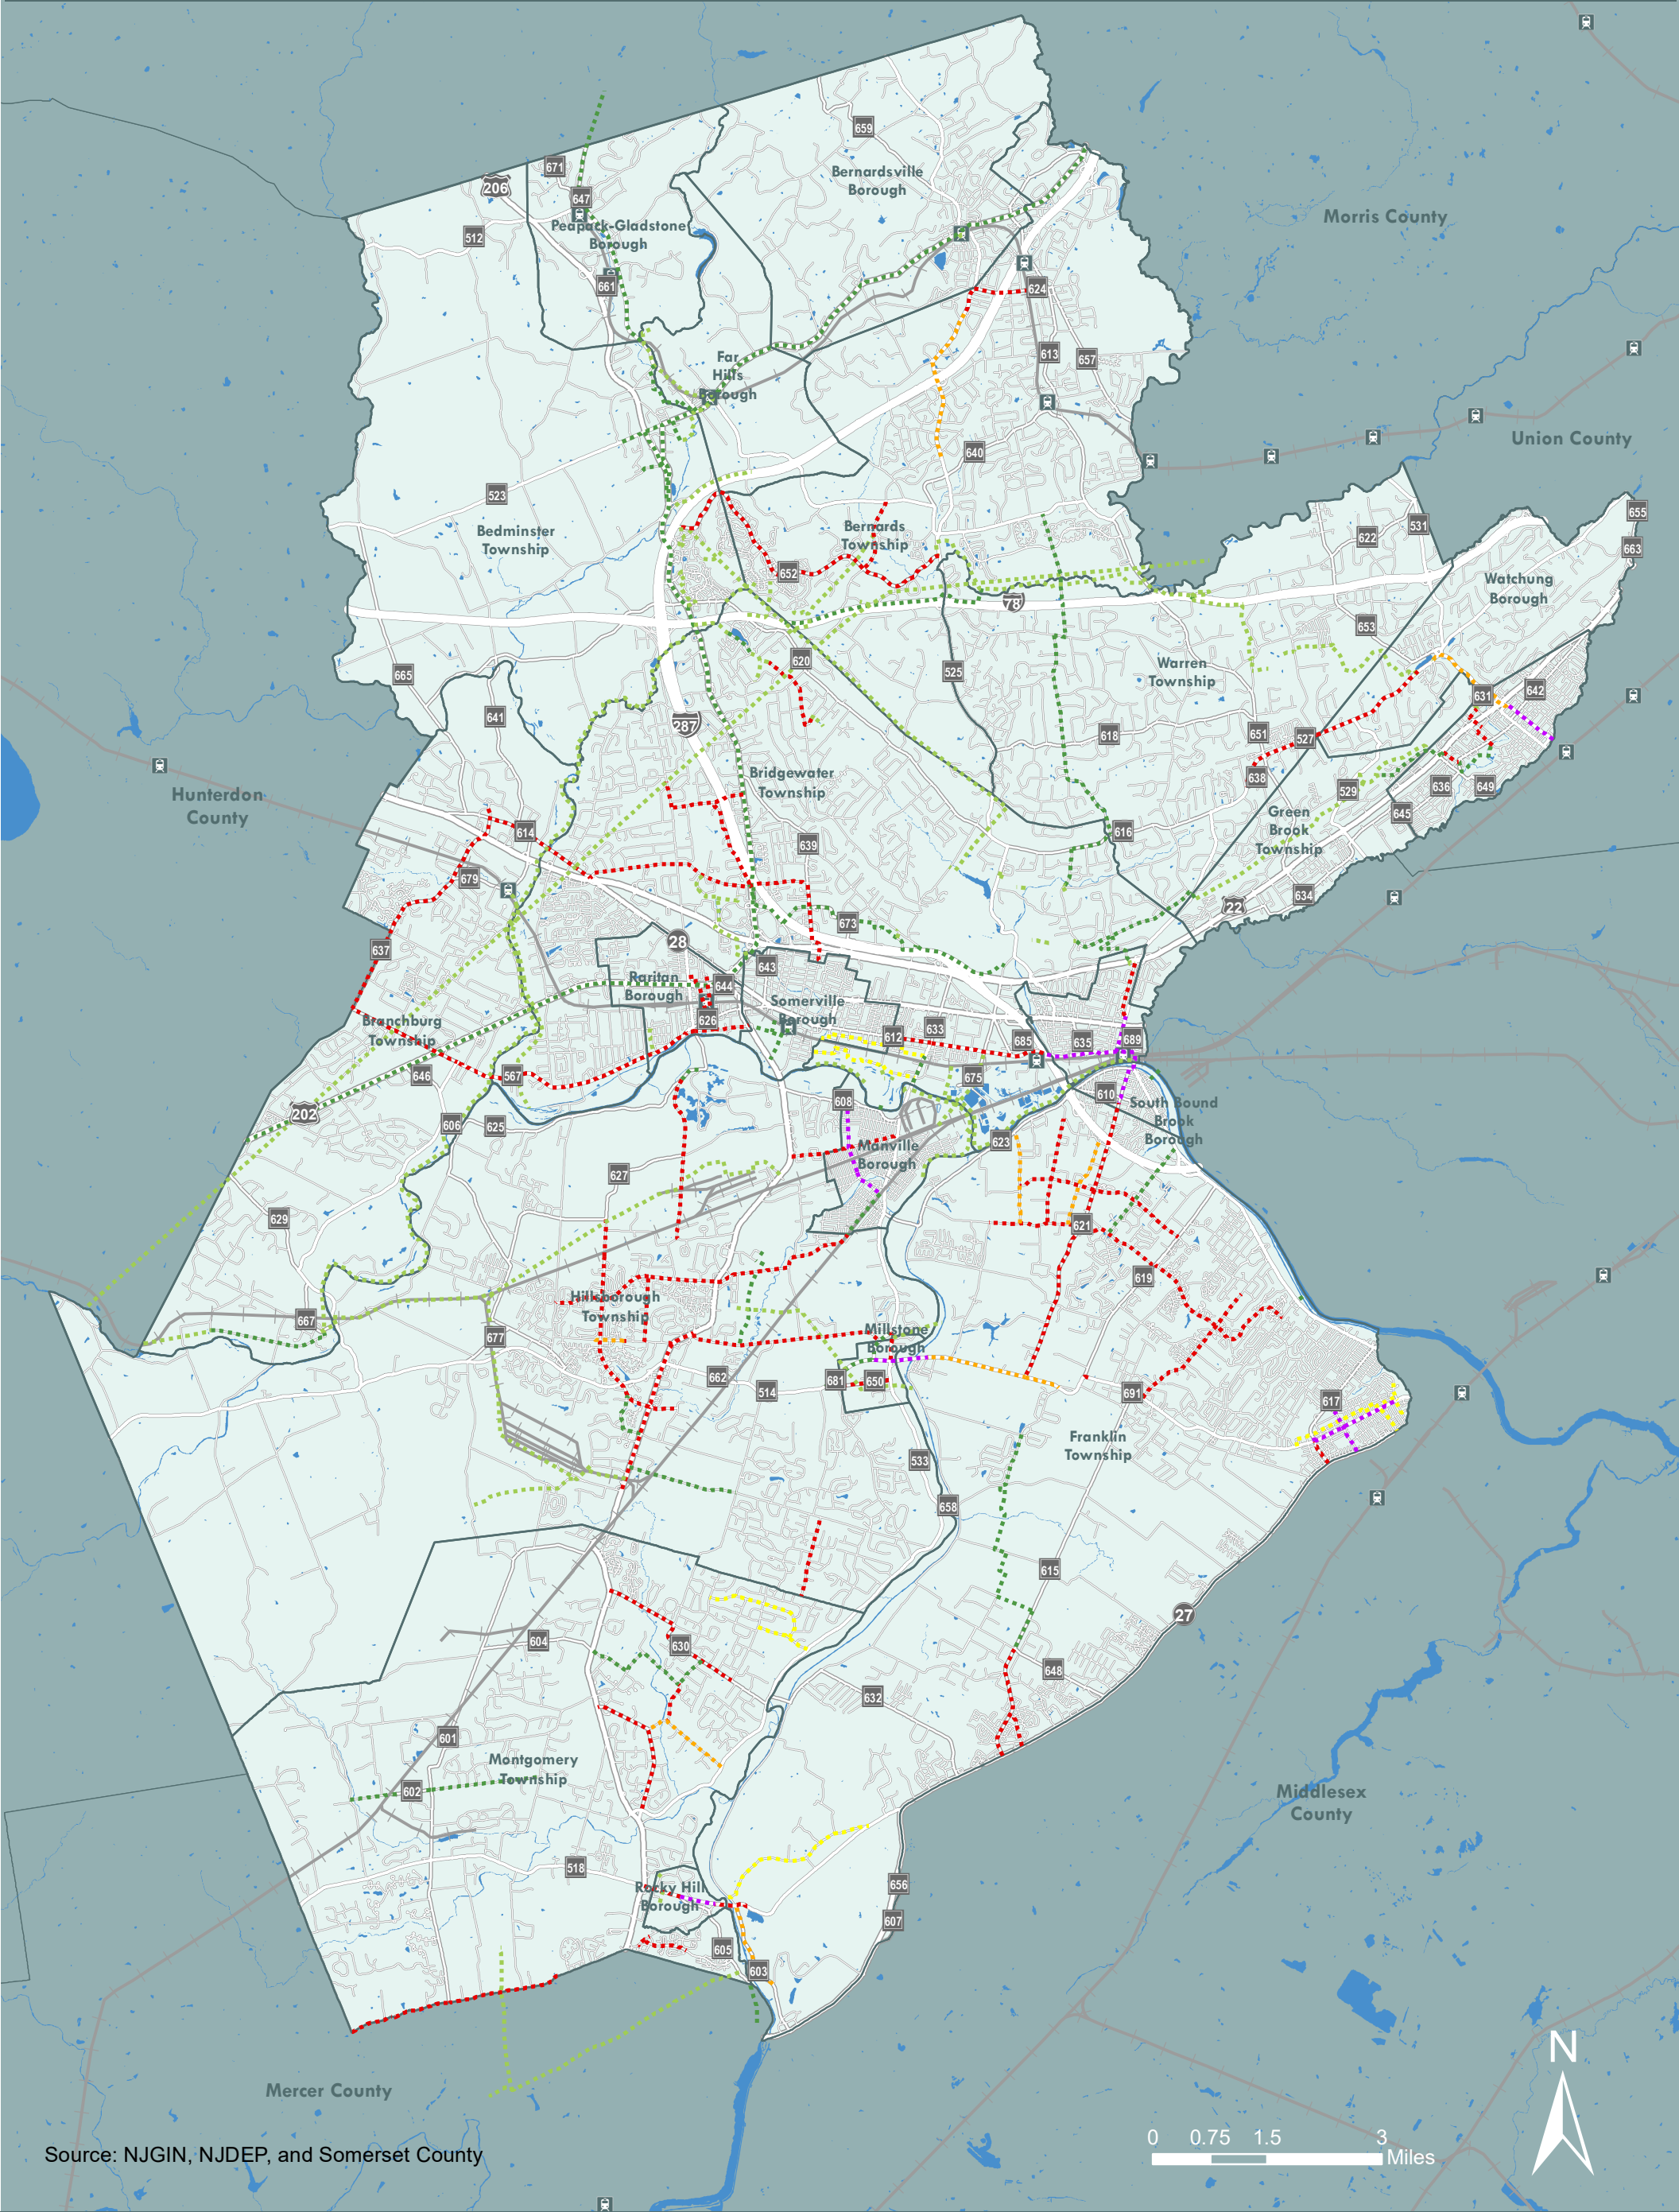 659
Bernardsville
Borough
671
206
647
Morris County
Peapack-Gladstone
Borough
512
661
624
613
657
Far
Hills
Borough
Union County
640
523
Bedminster
Township
Bernards
Township
531
622
655
663
652
Watchung
Borough
78
653
620
525
Warren
Township
665
631
642
641
287
618
651
527
638
Bridgewater
Township
Hunterdon
County
529
636
649
645
614
639
616
Green
Brook
Township
679
634
22
673
28
637
643
Raritan
Borough
644
Somerville
Borough
626
Branchburg
Township
612
633
685
635
689
646
567
675
202
608
610
606
625
South Bound
Brook
Borough
623
Manville
Borough
627
629
621
619
Hillsborough
Township
667
677
Millstone
Borough
662
514
681
650
691
617
Franklin
Township
533
658
615
27
604
630
648
632
601
Montgomery
Township
602
Middlesex
County
518
656
Rocky Hill
Borough
607
605
603
Mercer County
N
0 0.75 1.5 3
Miles
Source: NJGIN, NJDEP, and Somerset County